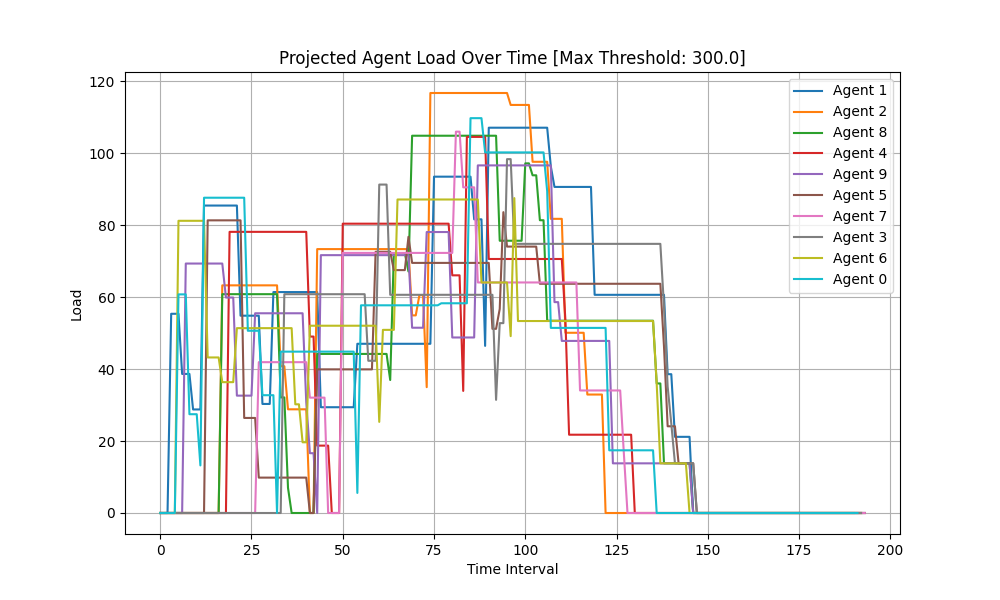 Projected Agent Load Over Time [Max Threshold: 300.0]
Load
120
100
80
60
40
20
0
0 25 50 75 100 125 150 175 200
Time Interval
Agent 1
Agent 2
Agent 8
Agent 4
Agent 9
Agent 5
Agent 7
Agent 3
Agent 6
Agent 0